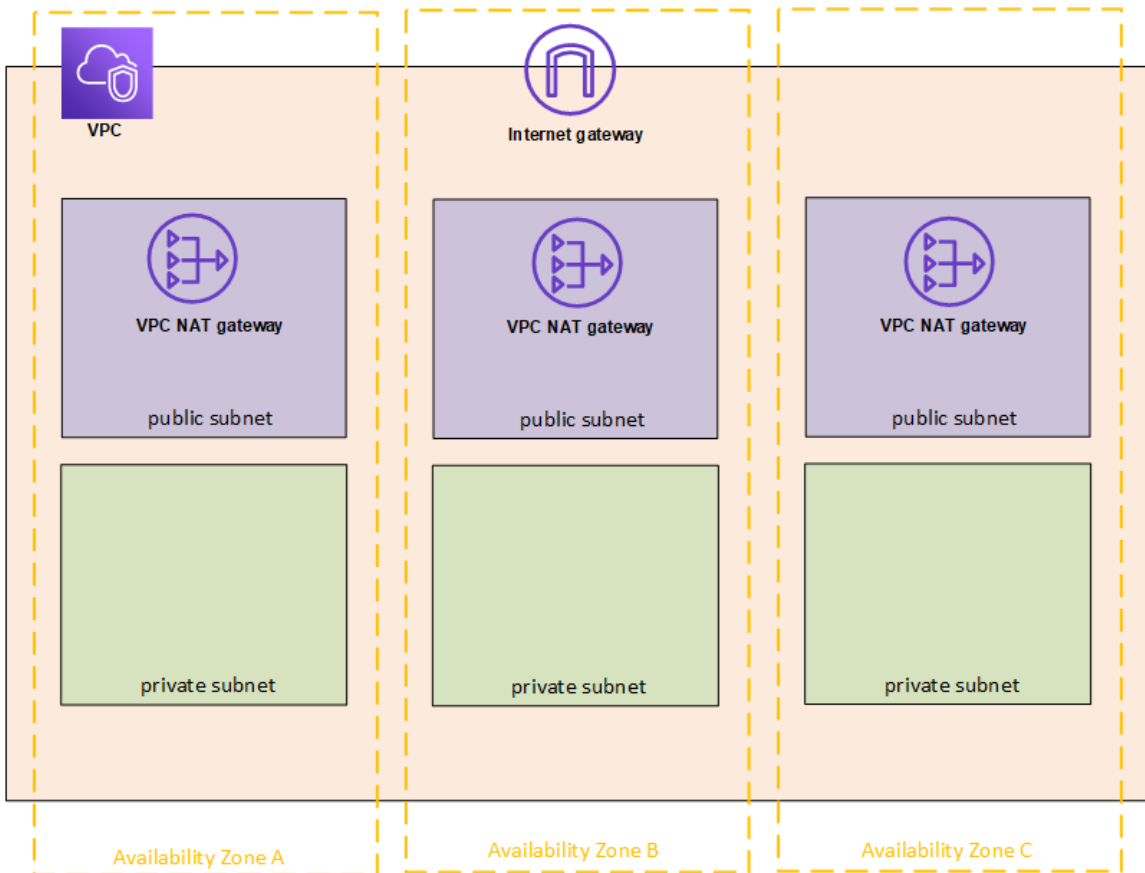 VPC
Internet gateway
VPC NAT gateway
VPC NAT gateway
VPC NAT gateway
public subnet
public subnet
public subnet
private subnet
private subnet
private subnet
Availability Zone A
Availability Zone B
Availability Zone C